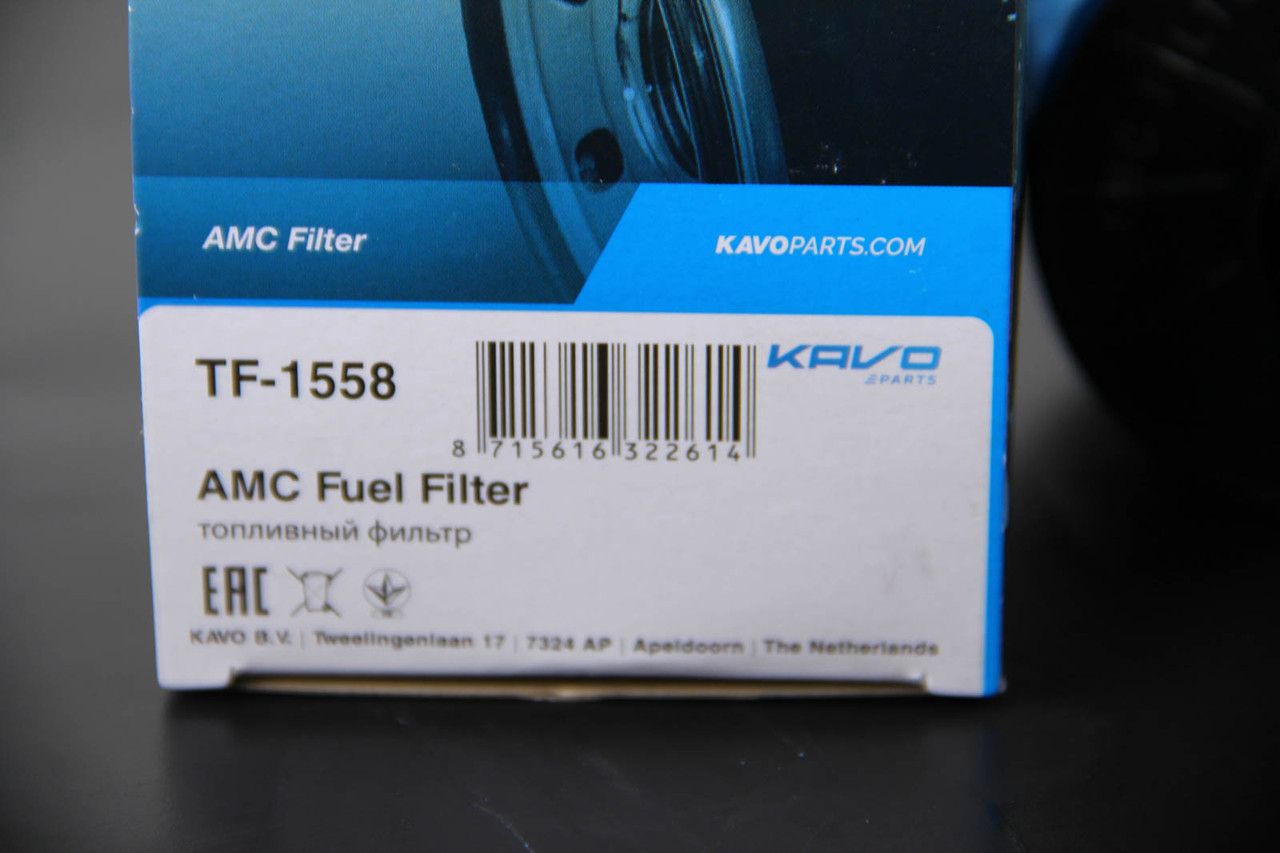 AMC Filter
KAVOPARTS.COM
TF-1558
KAVO
PARTS
8 715616 322614
AMC Fuel Filter
топливный фильтр
EAC
KAVO B.V. | Tweelingenlaan 17 | 7324 AP | Apeldoorn | The Netherlands